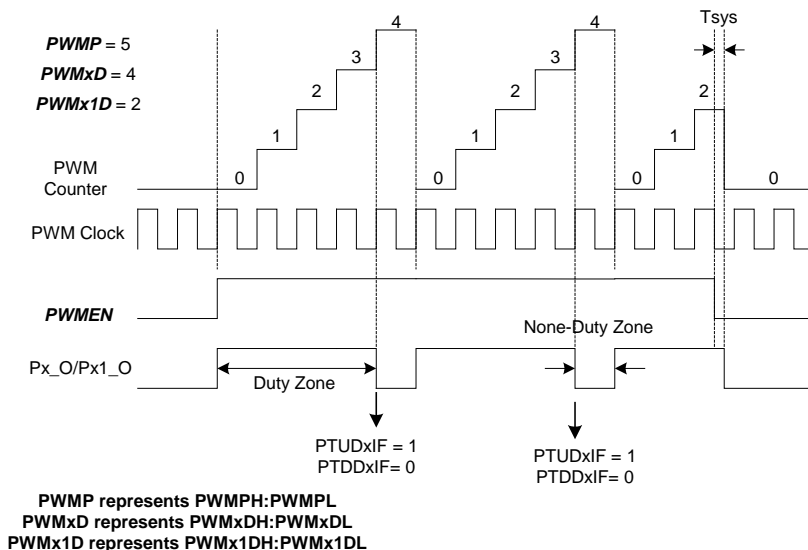 Tsys
PWMP = 5
PWMxD = 4
PWMx1D = 2
0 1 2 3 4 0 1 2 3 4 0 1 2 0
PWM
Counter
PWM Clock
PWMEN
None-Duty Zone
Px_O/Px1_O
Duty Zone
PTUDxIF = 1
PTDDxIF= 0
PTUDxIF = 1
PTDDxIF= 0
PWMP represents PWMPH:PWMPL
PWMxD represents PWMxDH:PWMxDL
PWMx1D represents PWMx1DH:PWMx1DL